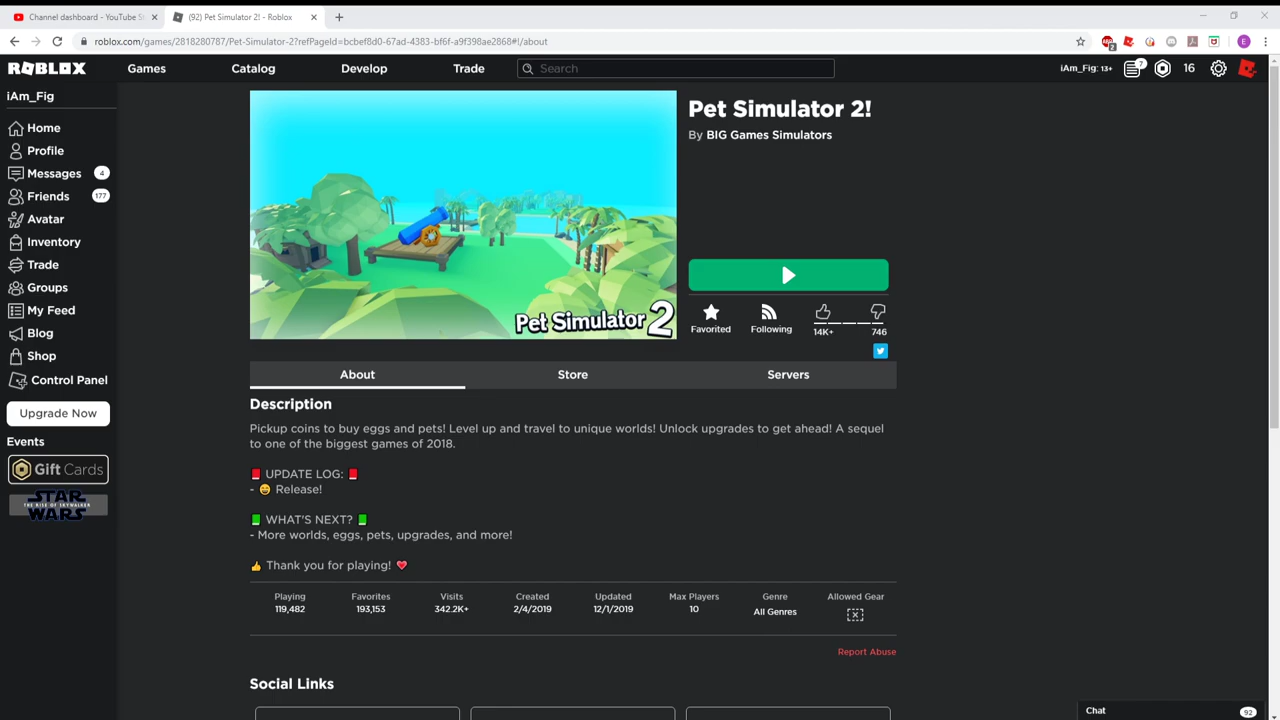 Channel dashboard - YouTube St
(92) Pet Simulator 2! - Roblox
roblox.com/games/2818280787/Pet-Simulator-2?refPageId=bcbef8d0-67ad-4383-bf6f-a9f398ae2868#!/about
2
E
ROBLOX
Games
Catalog
Develop
Trade
Search
iAm_Fig: 13+
7
16
iAm_Fig
Home
Profile
Messages 4
Friends 177
Avatar
Inventory
Trade
Groups
My Feed
Blog
Shop
Control Panel
Upgrade Now
Events
Gift Cards
STAR
THE RISE OF SKYWALKER
WARS
Pet Simulator 2
Pet Simulator 2!
By BIG Games Simulators
Favorited
Following
14K+
746
About
Store
Servers
Description
Pickup coins to buy eggs and pets! Level up and travel to unique worlds! Unlock upgrades to get ahead! A sequel
to one of the biggest games of 2018.
📕 UPDATE LOG: 📕
- 😄 Release!
📗 WHAT'S NEXT? 📗
- More worlds, eggs, pets, upgrades, and more!
👍 Thank you for playing! ❤️
Playing Favorites Visits Created Updated Max Players Genre Allowed Gear
119,482 193,153 342.2K+ 2/4/2019 12/1/2019 10 All Genres
Report Abuse
Social Links
Chat 92